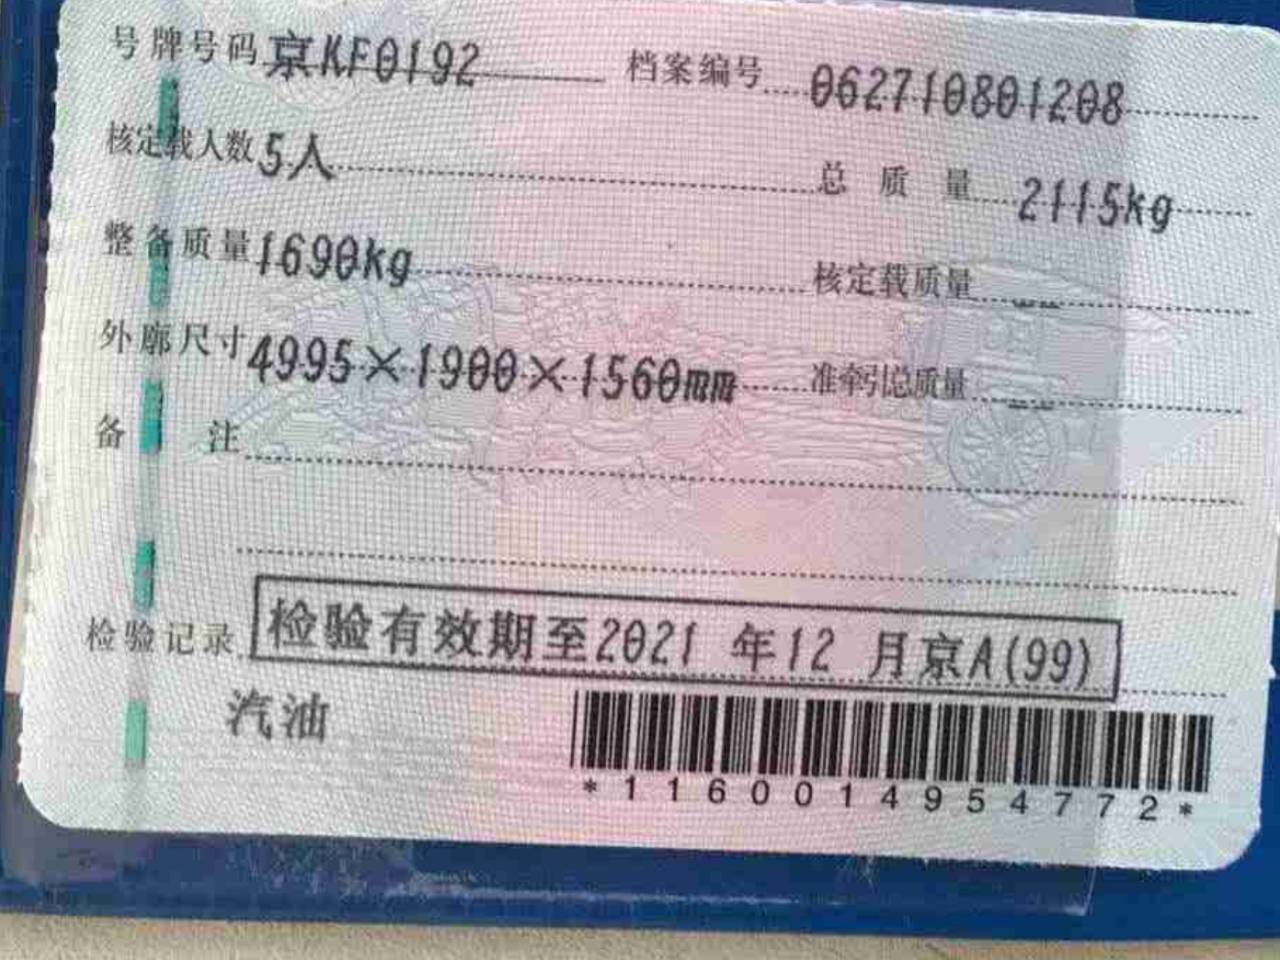 号牌号码 京KF0192 档案编号 062710801208
核定载人数 5人 总质量 2115kg
整备质量 1690kg 核定载质量 --
外廓尺寸 4995×1900×1560mm 准牵引总质量 --
备注
检验记录 检验有效期至2021 年12 月京A(99)
汽油
*1160014954772*